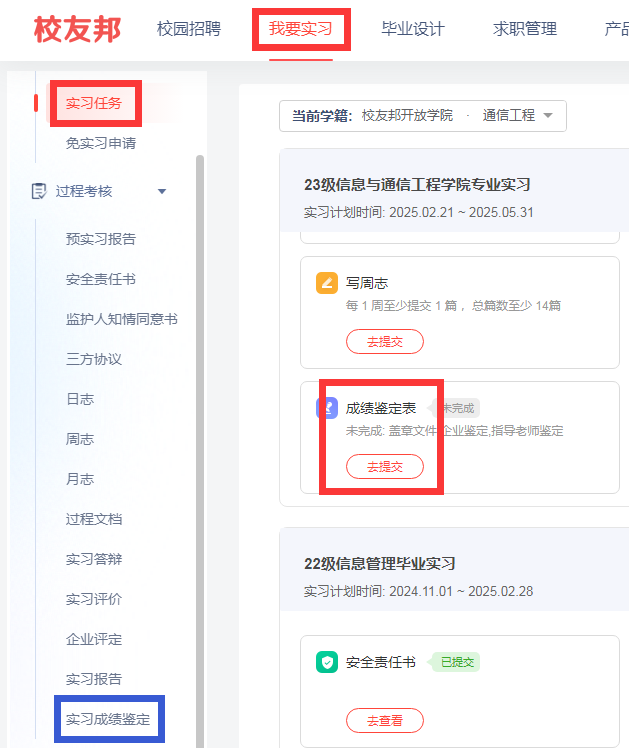 校友邦 校园招聘 我要实习 毕业设计 求职管理
实习任务
免实习申请
过程考核
预实习报告
安全责任书
监护人知情同意书
三方协议
日志
周志
月志
过程文档
实习答辩
实习评价
企业评定
实习报告
实习成绩鉴定
当前学籍: 校友邦开放学院 · 通信工程
23级信息与通信工程学院专业实习
实习计划时间: 2025.02.21 ~ 2025.05.31
写周志
每 1 周至少提交 1 篇 ，总篇数至少 14篇
去提交
成绩鉴定表 未完成
未完成: 盖章文件,企业鉴定,指导老师鉴定
去提交
22级信息管理毕业实习
实习计划时间: 2024.11.01 ~ 2025.02.28
安全责任书 已提交
去查看